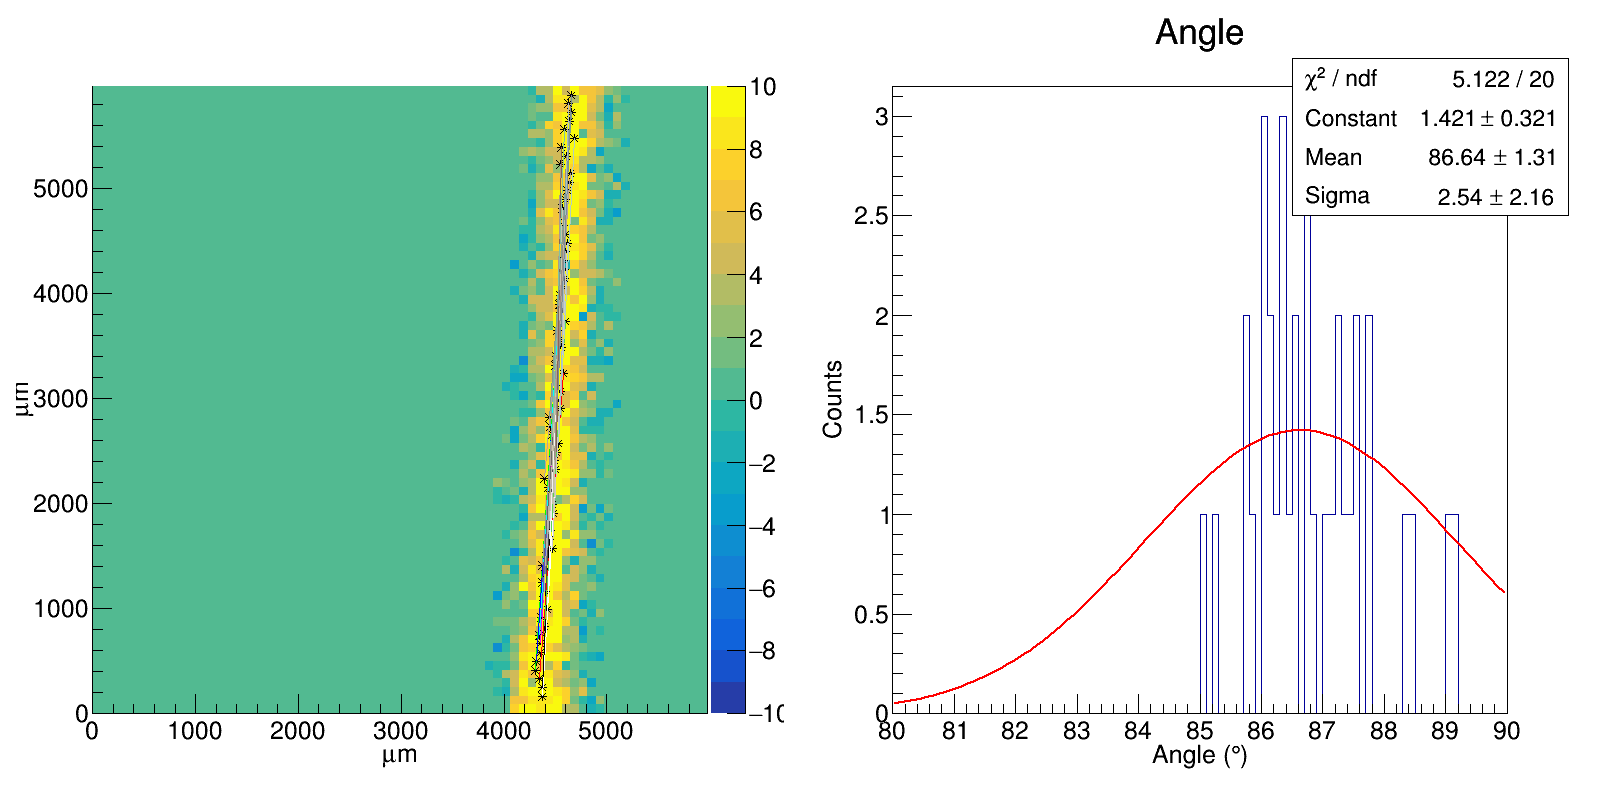 Angle
χ² / ndf 5.122 / 20
Constant 1.421 ± 0.321
Mean 86.64 ± 1.31
Sigma 2.54 ± 2.16
10
8
6
4
2
0
−2
−4
−6
−8
−10
5000
4000
3000
2000
1000
0
μm
0 1000 2000 3000 4000 5000
μm
3
2.5
2
1.5
1
0.5
0
Counts
80 81 82 83 84 85 86 87 88 89 90
Angle (°)